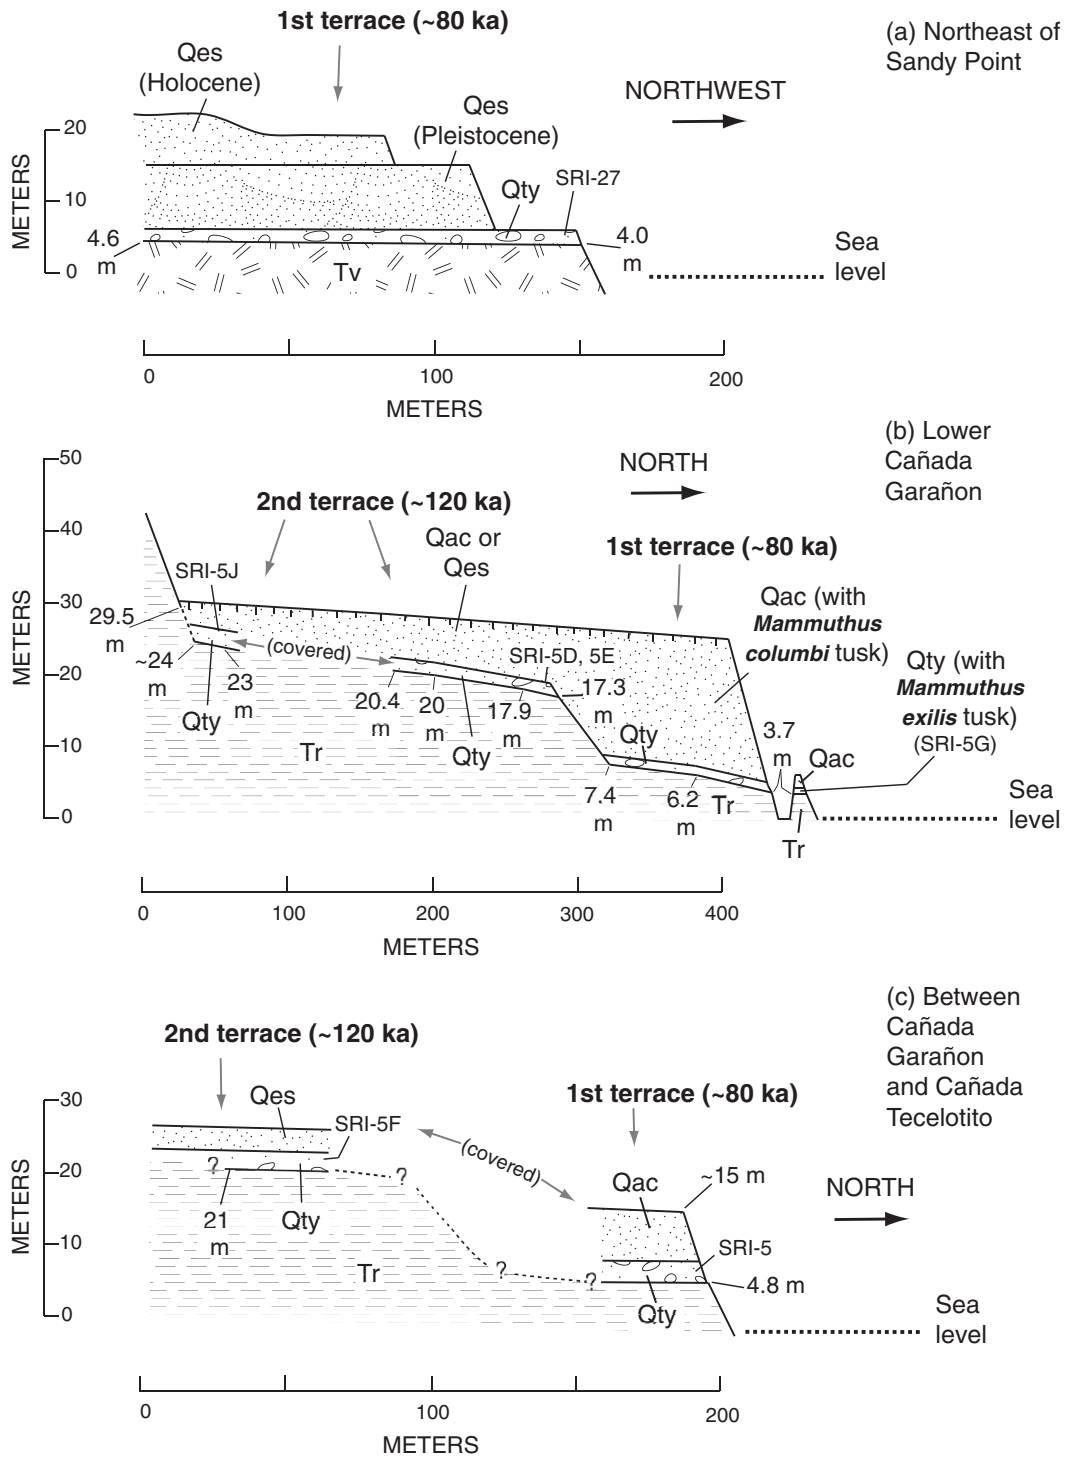 1st terrace (~80 ka)
(a) Northeast of
Sandy Point
Qes
(Holocene)
NORTHWEST
Qes
(Pleistocene)
METERS
20
10
0
Qty
SRI-27
4.6
m
4.0
m
Tv
Sea
level
0
100
200
METERS
(b) Lower
Cañada
Garañon
NORTH
2nd terrace (~120 ka)
1st terrace (~80 ka)
METERS
50
40
30
20
10
0
Qac or
Qes
SRI-5J
29.5
m
~24
m
23
m
Qty
(covered)
20.4
m
20
m
17.9
m
Qty
SRI-5D, 5E
17.3
m
Qty
Tr
7.4
m
6.2
m
Tr
Qac (with
Mammuthus
columbi tusk)
Qty (with
Mammuthus
exilis tusk)
(SRI-5G)
3.7
m
Qac
Tr
Sea
level
0
100
200
300
400
METERS
(c) Between
Cañada
Garañon
and Cañada
Tecelotito
2nd terrace (~120 ka)
1st terrace (~80 ka)
METERS
30
20
10
0
Qes
SRI-5F
(covered)
?
?
?
?
21
m
Qty
Tr
Qac
~15 m
NORTH
SRI-5
4.8 m
Qty
Sea
level
0
100
200
METERS